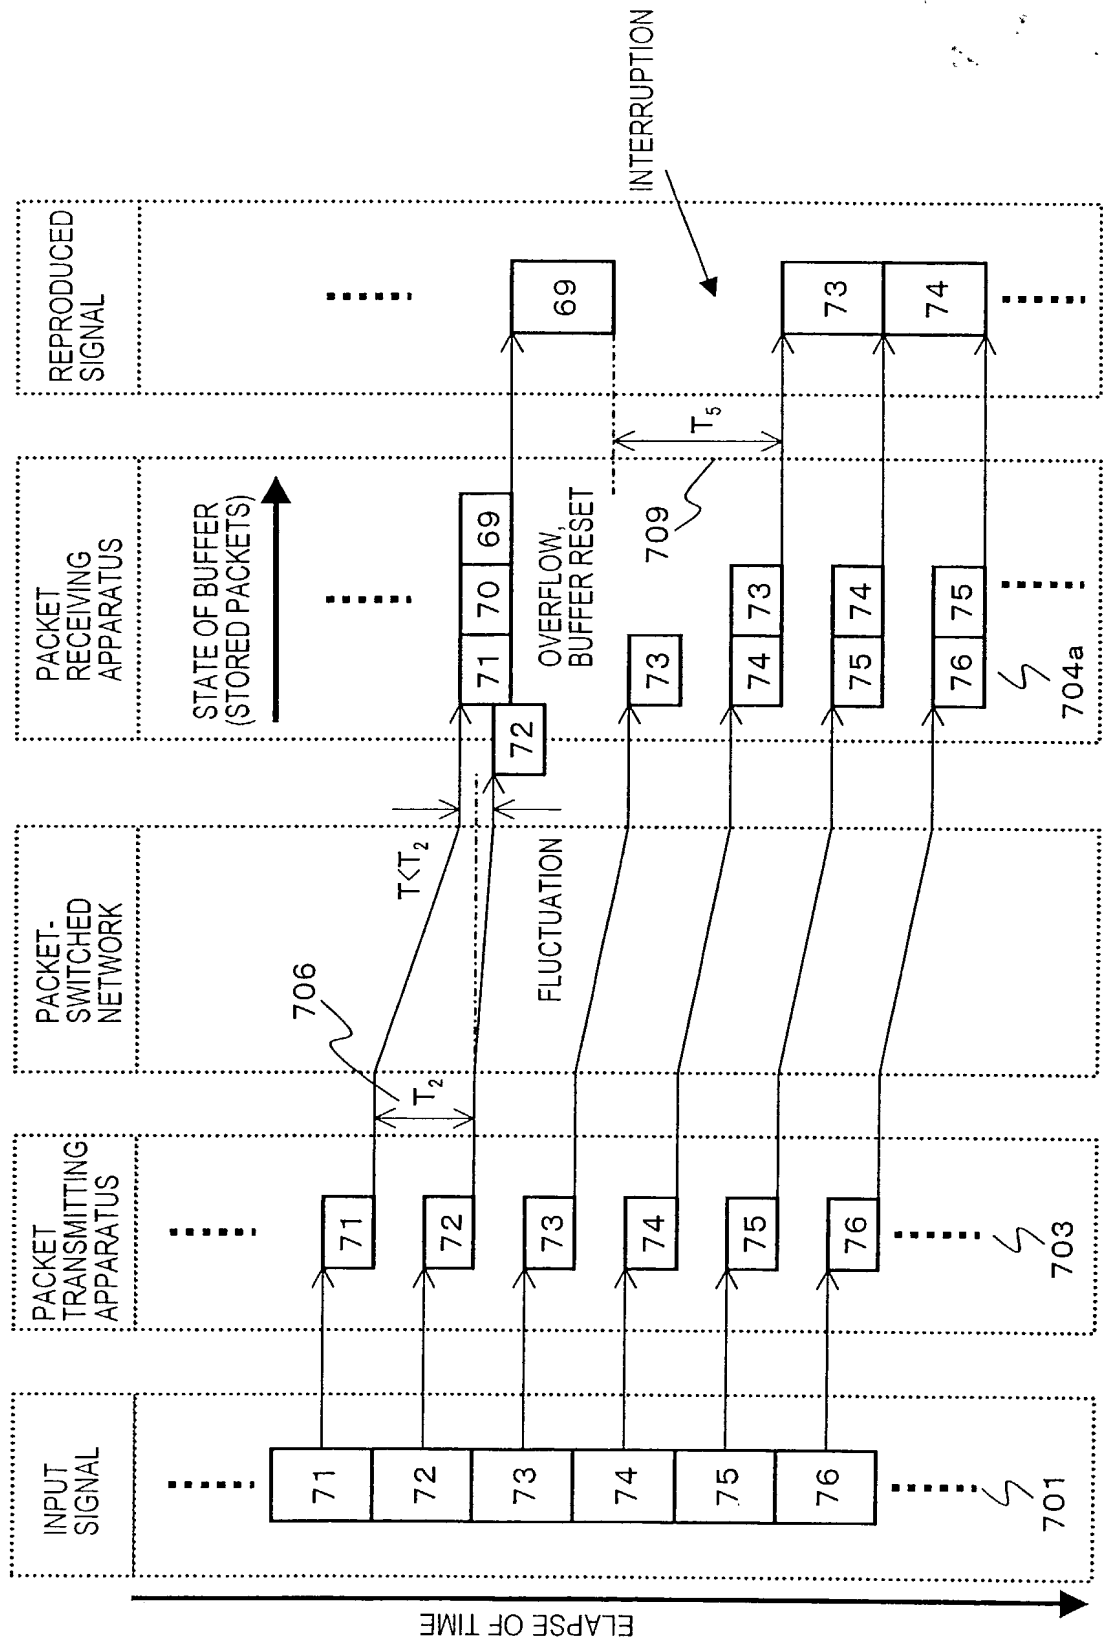 ELAPSE OF TIME
INPUT
SIGNAL
71
72
73
74
75
76
701
PACKET
TRANSMITTING
APPARATUS
71
72
73
74
75
76
703
PACKET-
SWITCHED
NETWORK
706
T2
T<T2
FLUCTUATION
PACKET
RECEIVING
APPARATUS
STATE OF BUFFER
(STORED PACKETS)
71 70 69
72
OVERFLOW,
BUFFER RESET
73
74 73
75 74
76 75
704a
709
T5
REPRODUCED
SIGNAL
69
73
74
INTERRUPTION